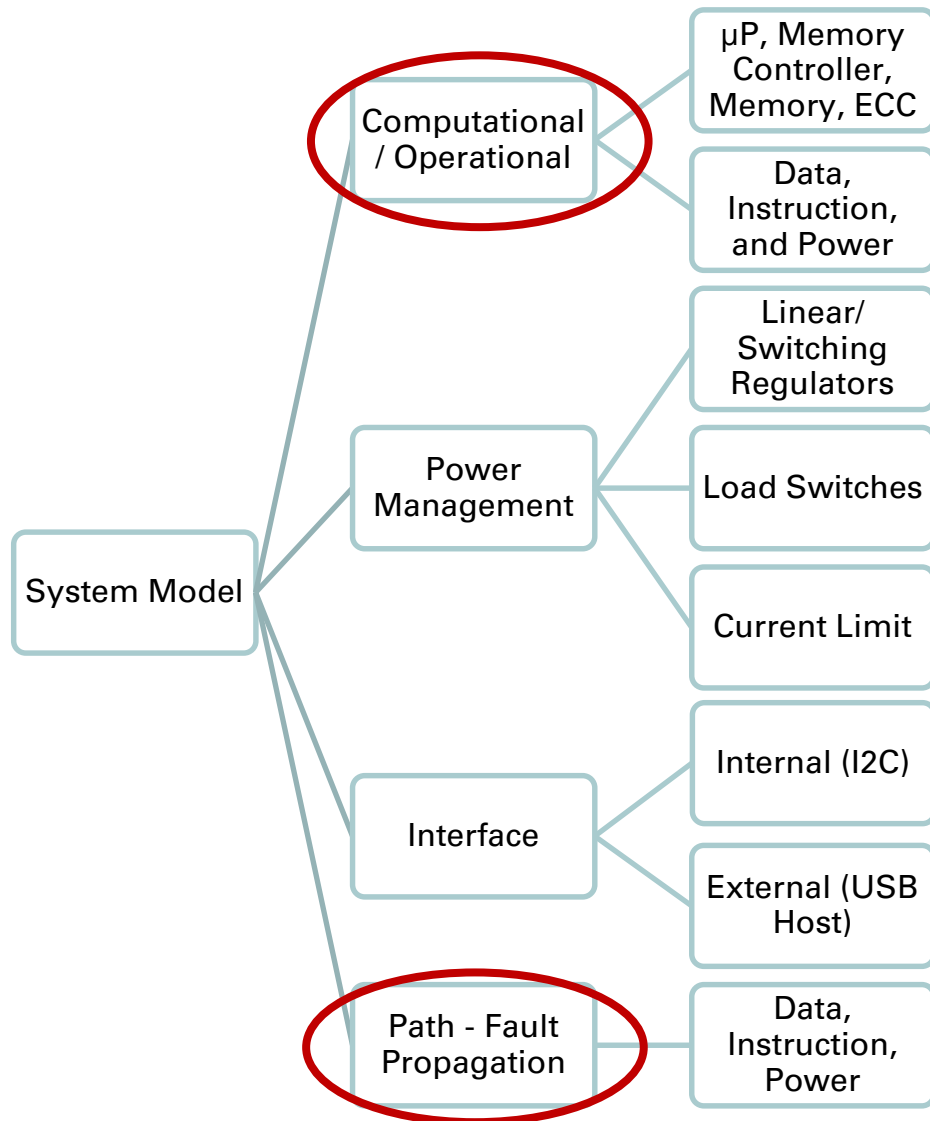 µP, Memory
Controller,
Memory, ECC
Computational
/ Operational
Data,
Instruction,
and Power
Linear/
Switching
Regulators
Power
Management
Load Switches
System Model
Current Limit
Internal (I2C)
Interface
External (USB
Host)
Path - Fault
Propagation
Data,
Instruction,
Power